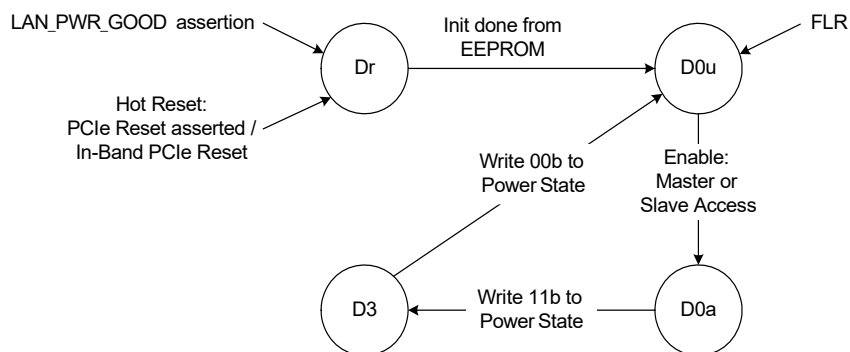 LAN_PWR_GOOD assertion
Init done from
EEPROM
FLR
Dr
D0u
Hot Reset:
PCIe Reset asserted /
In-Band PCIe Reset
Write 00b to
Power State
Enable:
Master or
Slave Access
D3
Write 11b to
Power State
D0a